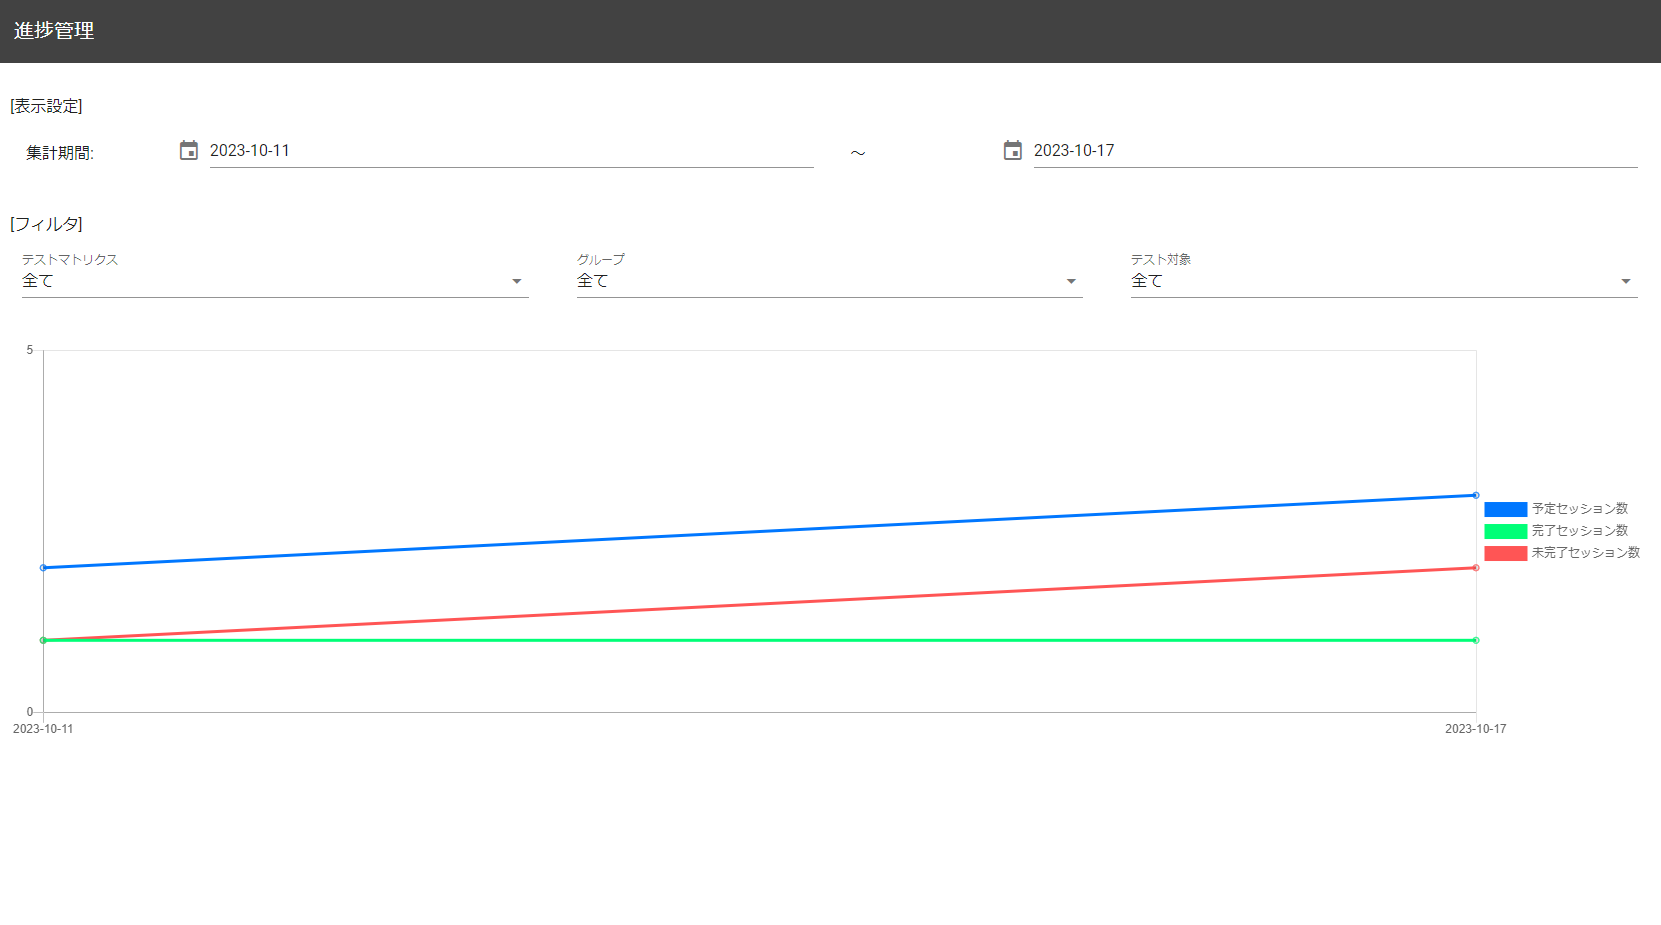 進捗管理
[表示設定]
集計期間: 2023-10-11 ～ 2023-10-17
[フィルタ]
テストマトリクス グループ テスト対象
全て 全て 全て
5
予定セッション数
完了セッション数
未完了セッション数
0
2023-10-11 2023-10-17